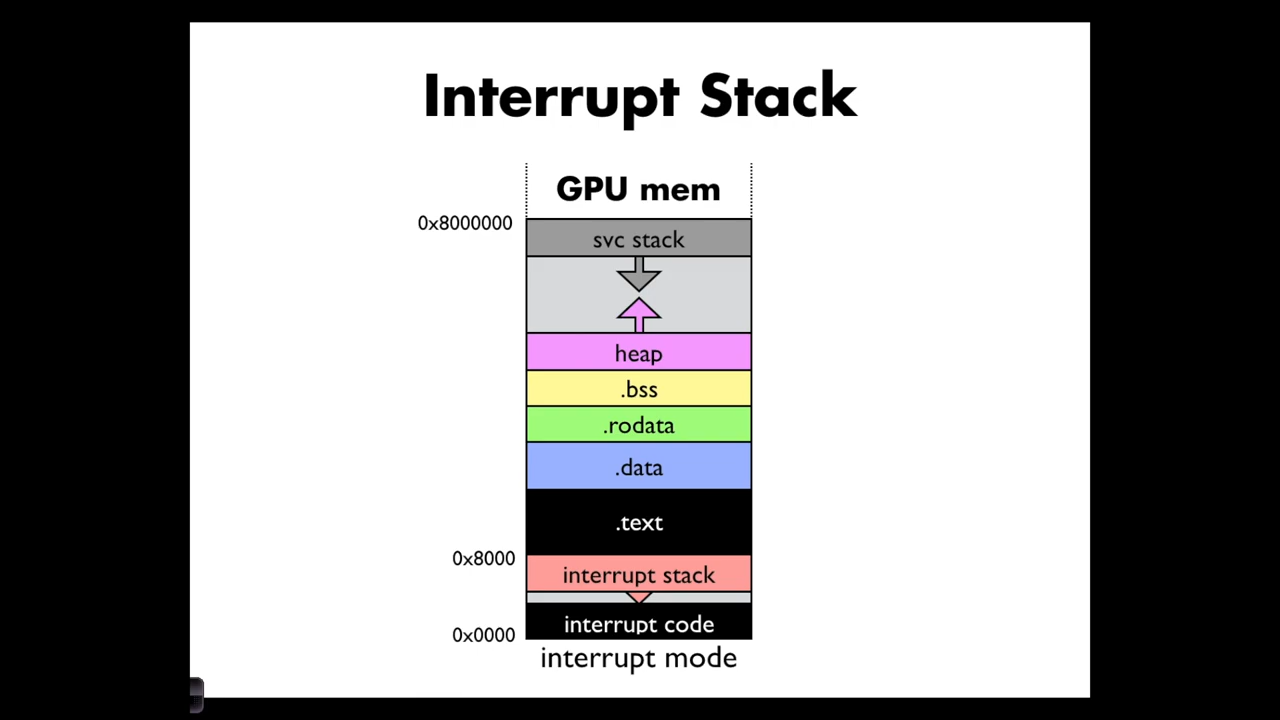 Interrupt Stack
GPU mem
0x8000000
svc stack
heap
.bss
.rodata
.data
.text
0x8000
interrupt stack
interrupt code
0x0000
interrupt mode